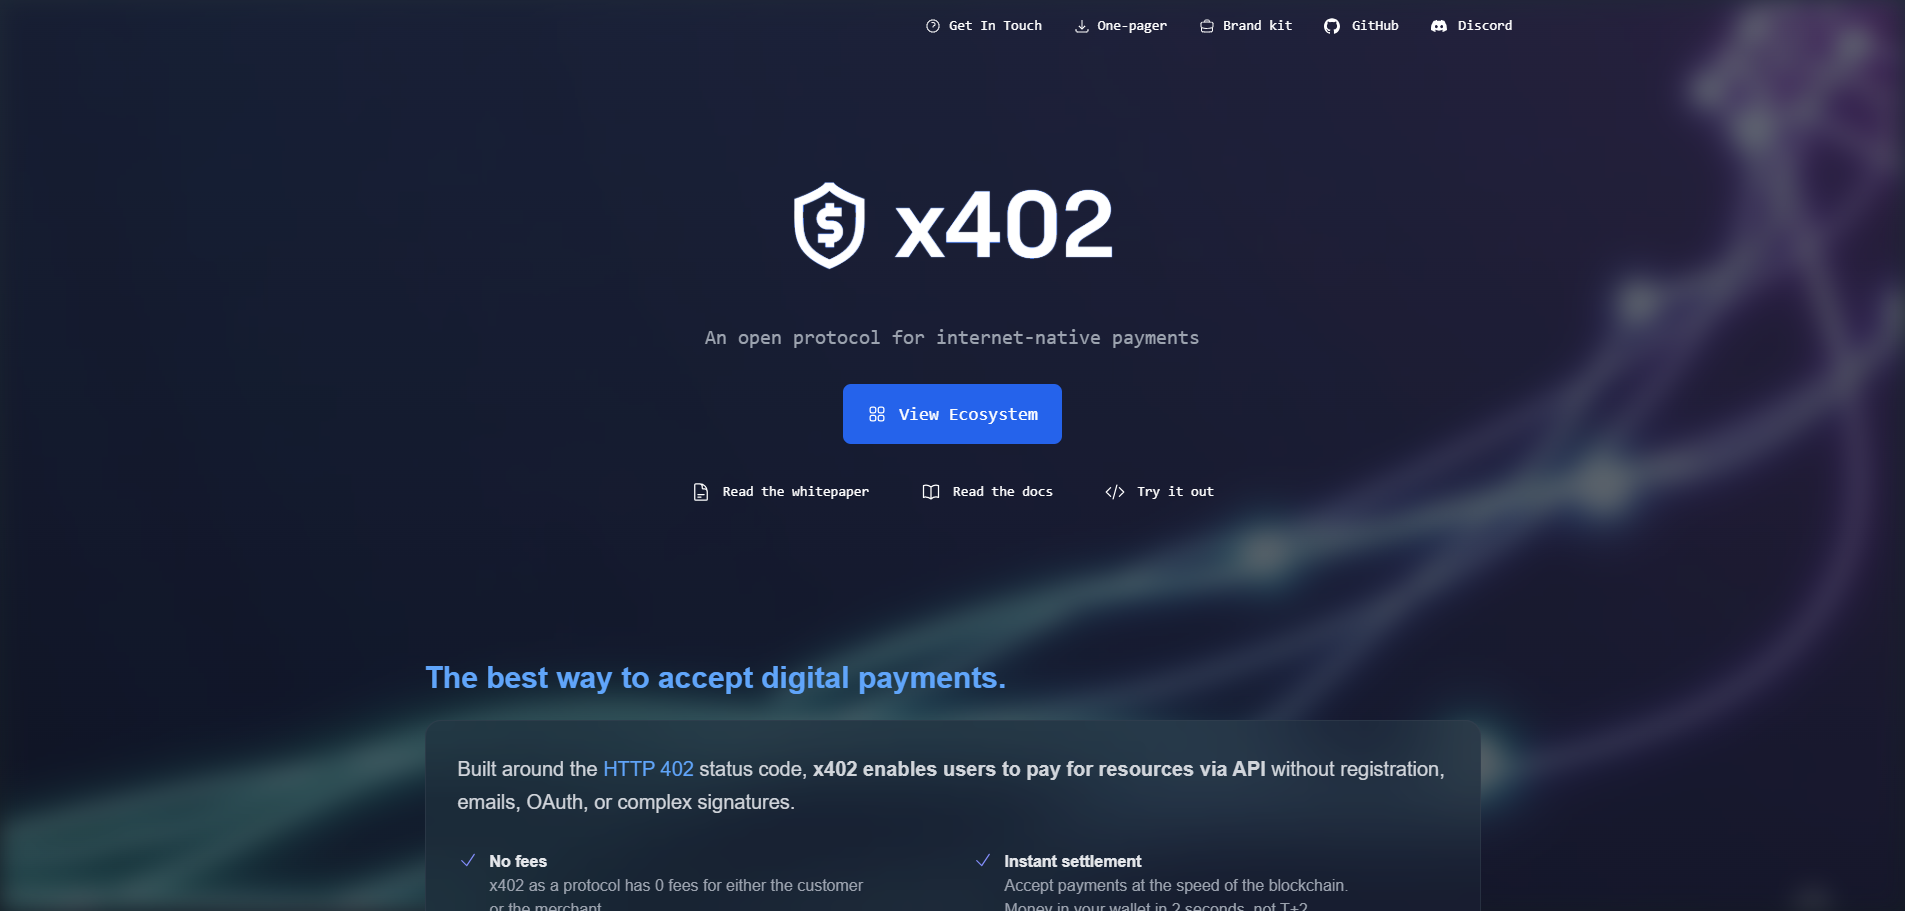 Get In Touch
One-pager
Brand kit
GitHub
Discord
x402
An open protocol for internet-native payments
View Ecosystem
Read the whitepaper
Read the docs
Try it out
The best way to accept digital payments.
Built around the HTTP 402 status code, x402 enables users to pay for resources via API without registration,
emails, OAuth, or complex signatures.
No fees
x402 as a protocol has 0 fees for either the customer
or the merchant.
Instant settlement
Accept payments at the speed of the blockchain.
Money in your wallet in 2 seconds, not T+2.